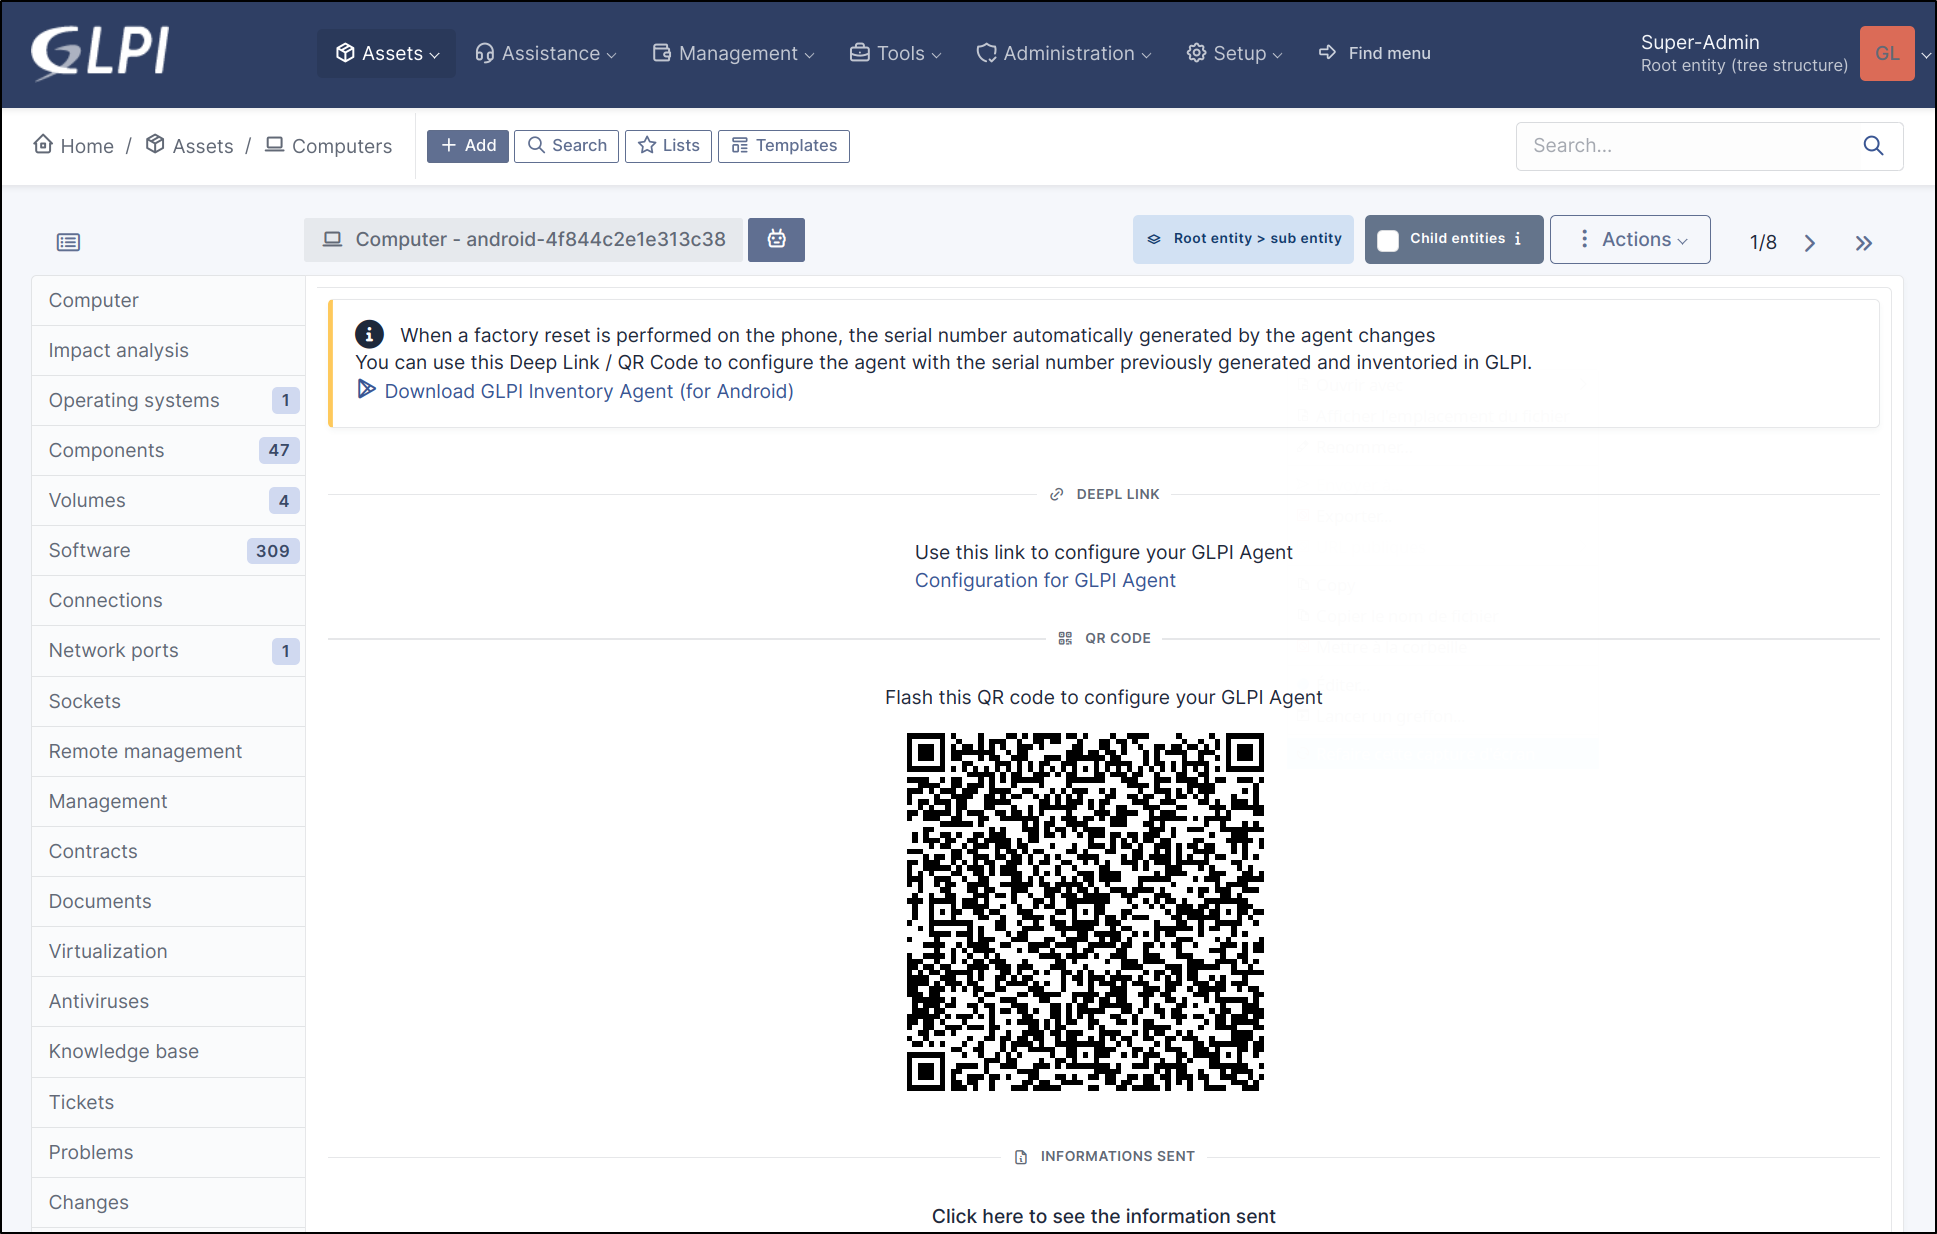 GLPI
Assets
Assistance
Management
Tools
Administration
Setup
Find menu
Super-Admin
Root entity (tree structure)
GL
Home / Assets / Computers
Add
Search
Lists
Templates
Search...
Computer - android-4f844c2e1e313c38
Root entity > sub entity
Child entities i
Actions
1/8
Computer
Impact analysis
Operating systems 1
Components 47
Volumes 4
Software 309
Connections
Network ports 1
Sockets
Remote management
Management
Contracts
Documents
Virtualization
Antiviruses
Knowledge base
Tickets
Problems
Changes
When a factory reset is performed on the phone, the serial number automatically generated by the agent changes
You can use this Deep Link / QR Code to configure the agent with the serial number previously generated and inventoried in GLPI.
Download GLPI Inventory Agent (for Android)
DEEPL LINK
Use this link to configure your GLPI Agent
Configuration for GLPI Agent
QR CODE
Flash this QR code to configure your GLPI Agent
INFORMATIONS SENT
Click here to see the information sent